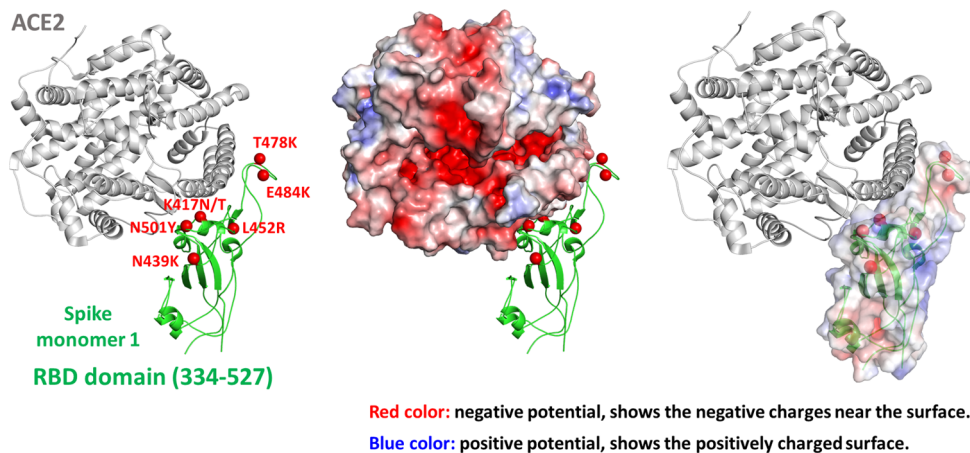 ACE2
T478K
E484K
K417N/T
N501Y
L452R
N439K
Spike
monomer 1
RBD domain (334-527)
Red color: negative potential, shows the negative charges near the surface.
Blue color: positive potential, shows the positively charged surface.